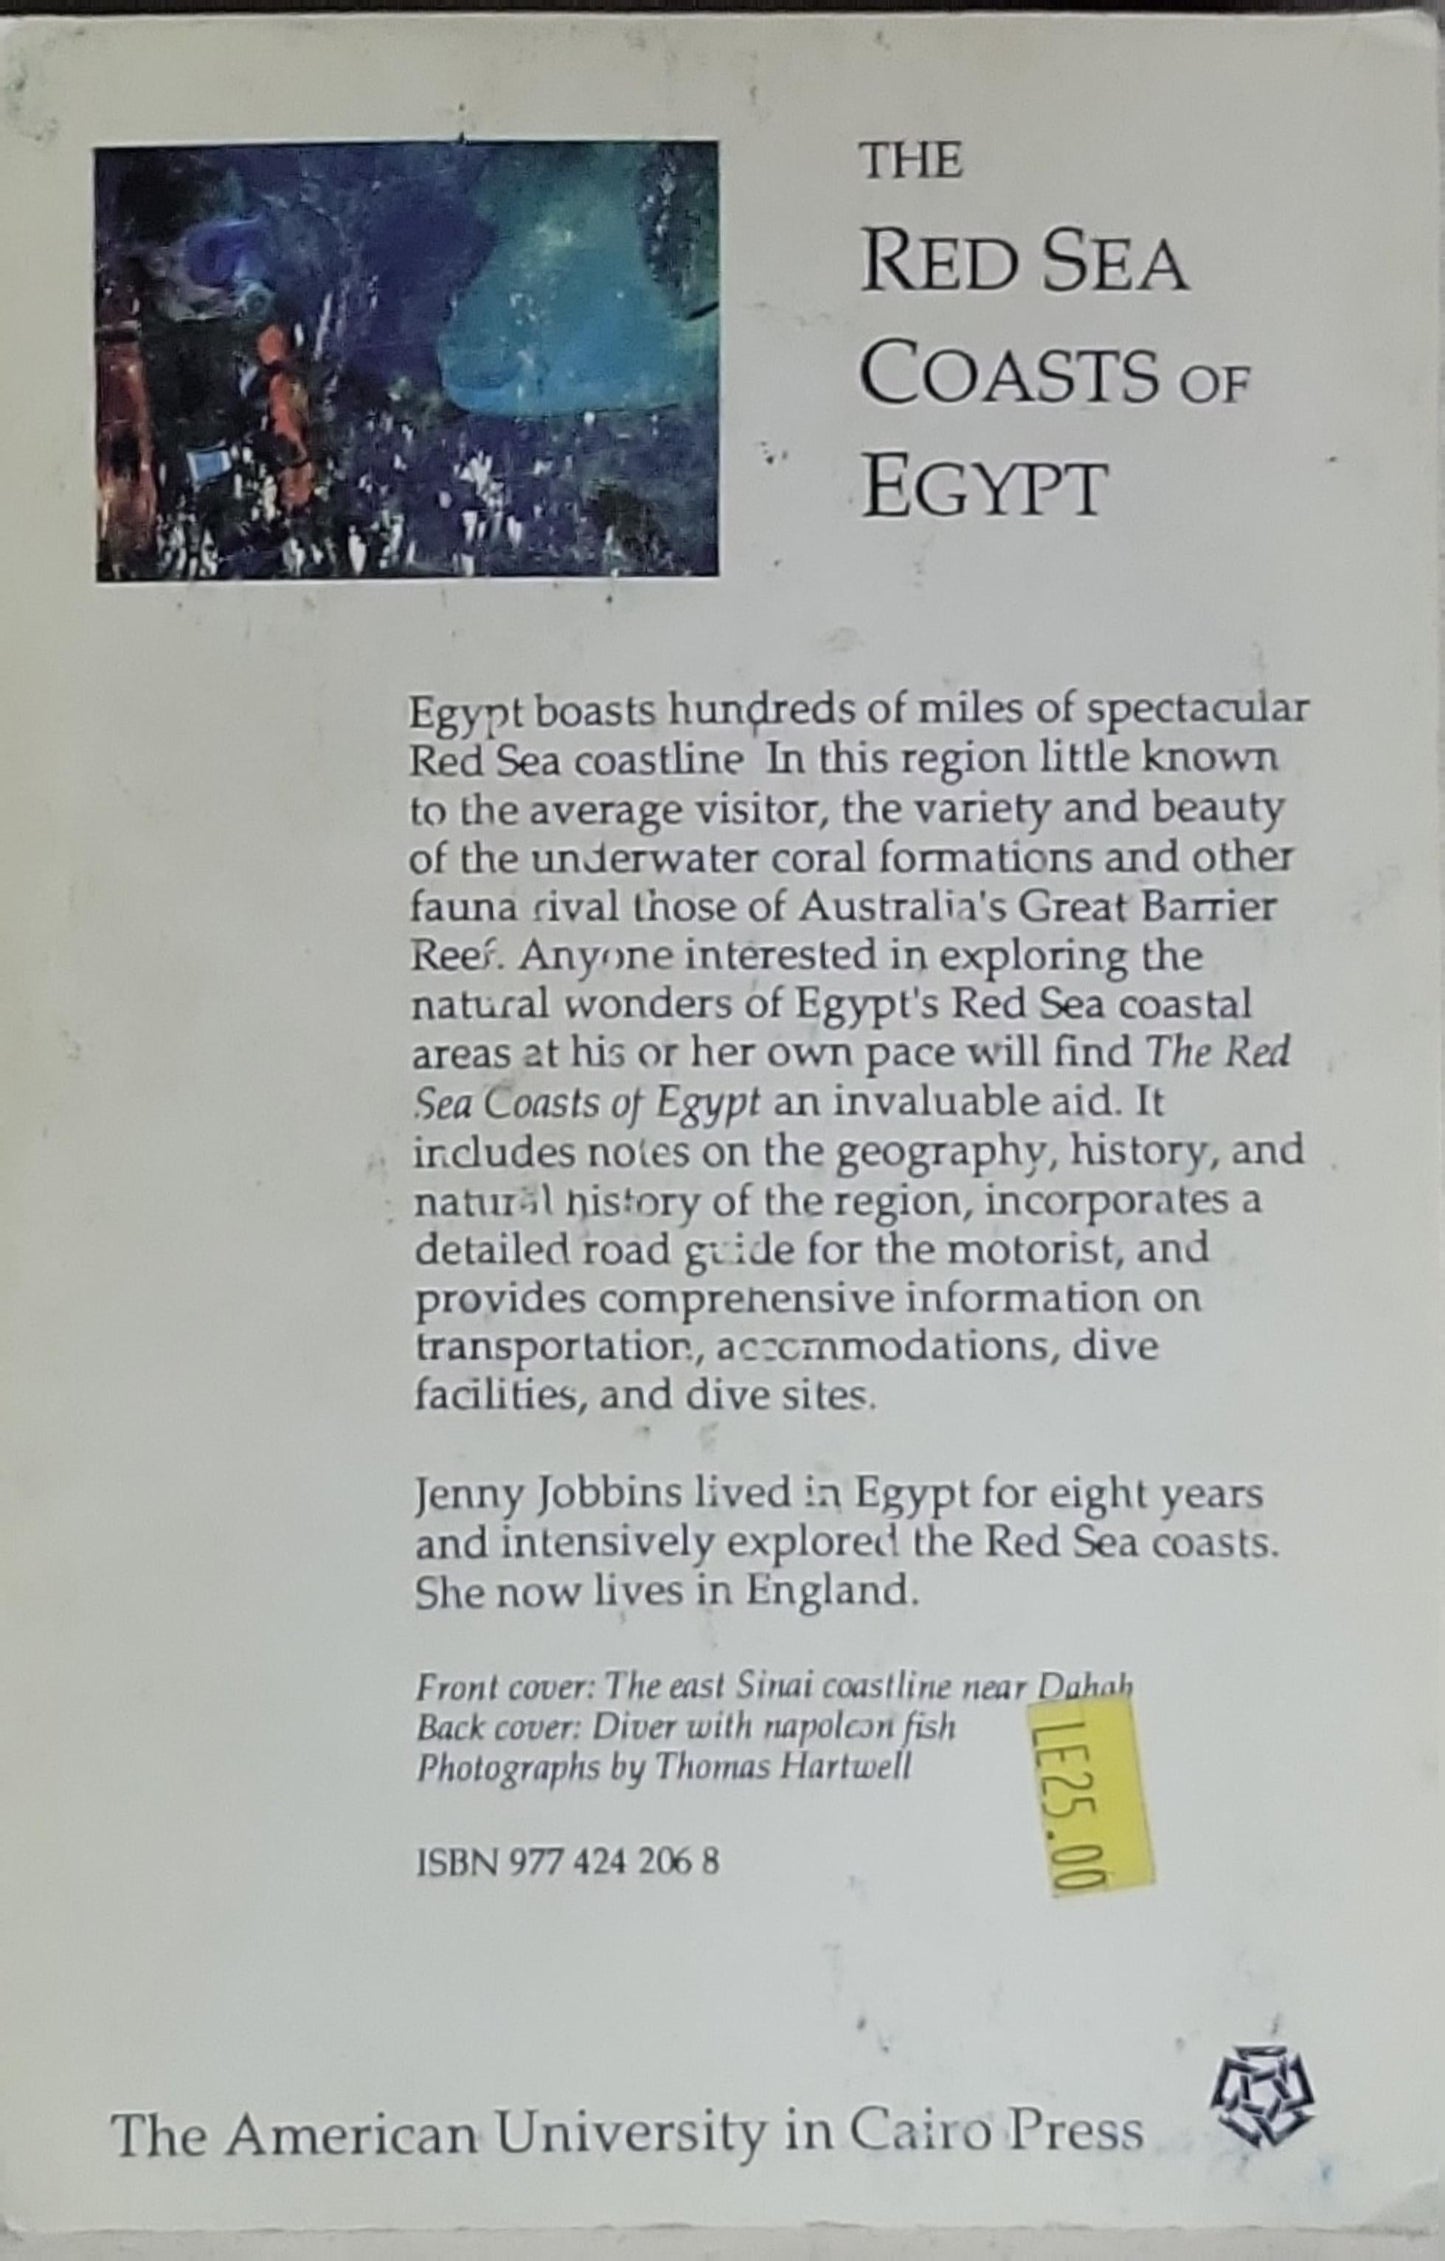 THE
RED SEA
COASTS OF
EGYPT
Egypt boasts hundreds of miles of spectacular
Red Sea coastline In this region little known
to the average visitor, the variety and beauty
of the underwater coral formations and other
fauna rival those of Australia's Great Barrier
Reef. Anyone interested in exploring the
natural wonders of Egypt's Red Sea coastal
areas at his or her own pace will find The Red
Sea Coasts of Egypt an invaluable aid. It
includes notes on the geography, history, and
natural history of the region, incorporates a
detailed road guide for the motorist, and
provides comprehensive information on
transportation, accommodations, dive
facilities, and dive sites.
Jenny Jobbins lived in Egypt for eight years
and intensively explored the Red Sea coasts.
She now lives in England.
Front cover: The east Sinai coastline near Dahab
Back cover: Diver with napoleon fish
Photographs by Thomas Hartwell
LE25.00
ISBN 977 424 206 8
The American University in Cairo Press